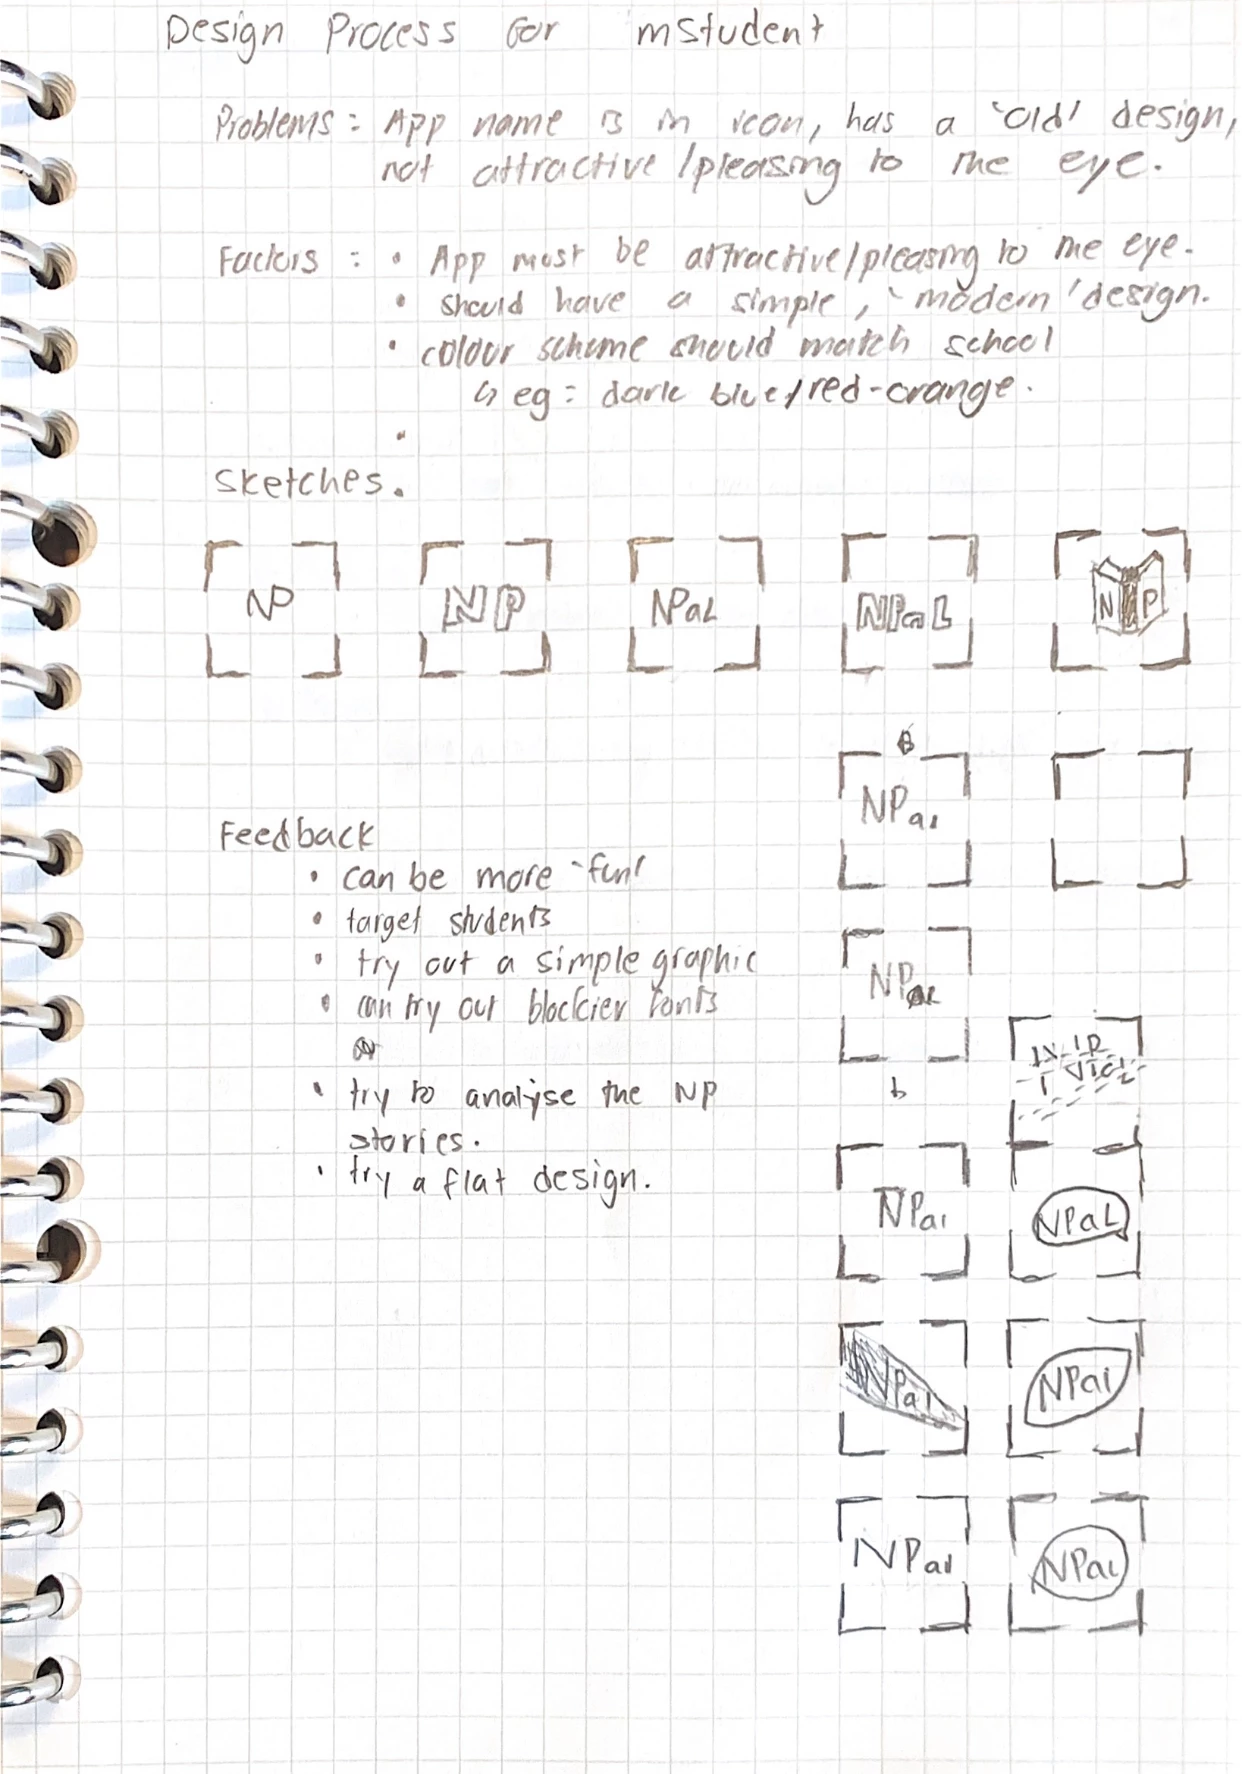 Design Process for mStudent
Problems : App name is in icon, has a 'old' design,
not attractive/pleasing to the eye.
Factors : • App must be attractive/pleasing to the eye.
• should have a simple, 'modern' design.
• colour scheme should match school
↳ eg: dark blue/red-orange.
•
Sketches.
NP NP NPaL NPaL N P
NPal
Feedback
• can be more 'fun'
• target students
• try out a simple graphic
• can try out blockier fonts
• try to analyse the NP
stories.
• try a flat design.
NPaL
b
NPal NPaL
NPal NPal
NPal NPal